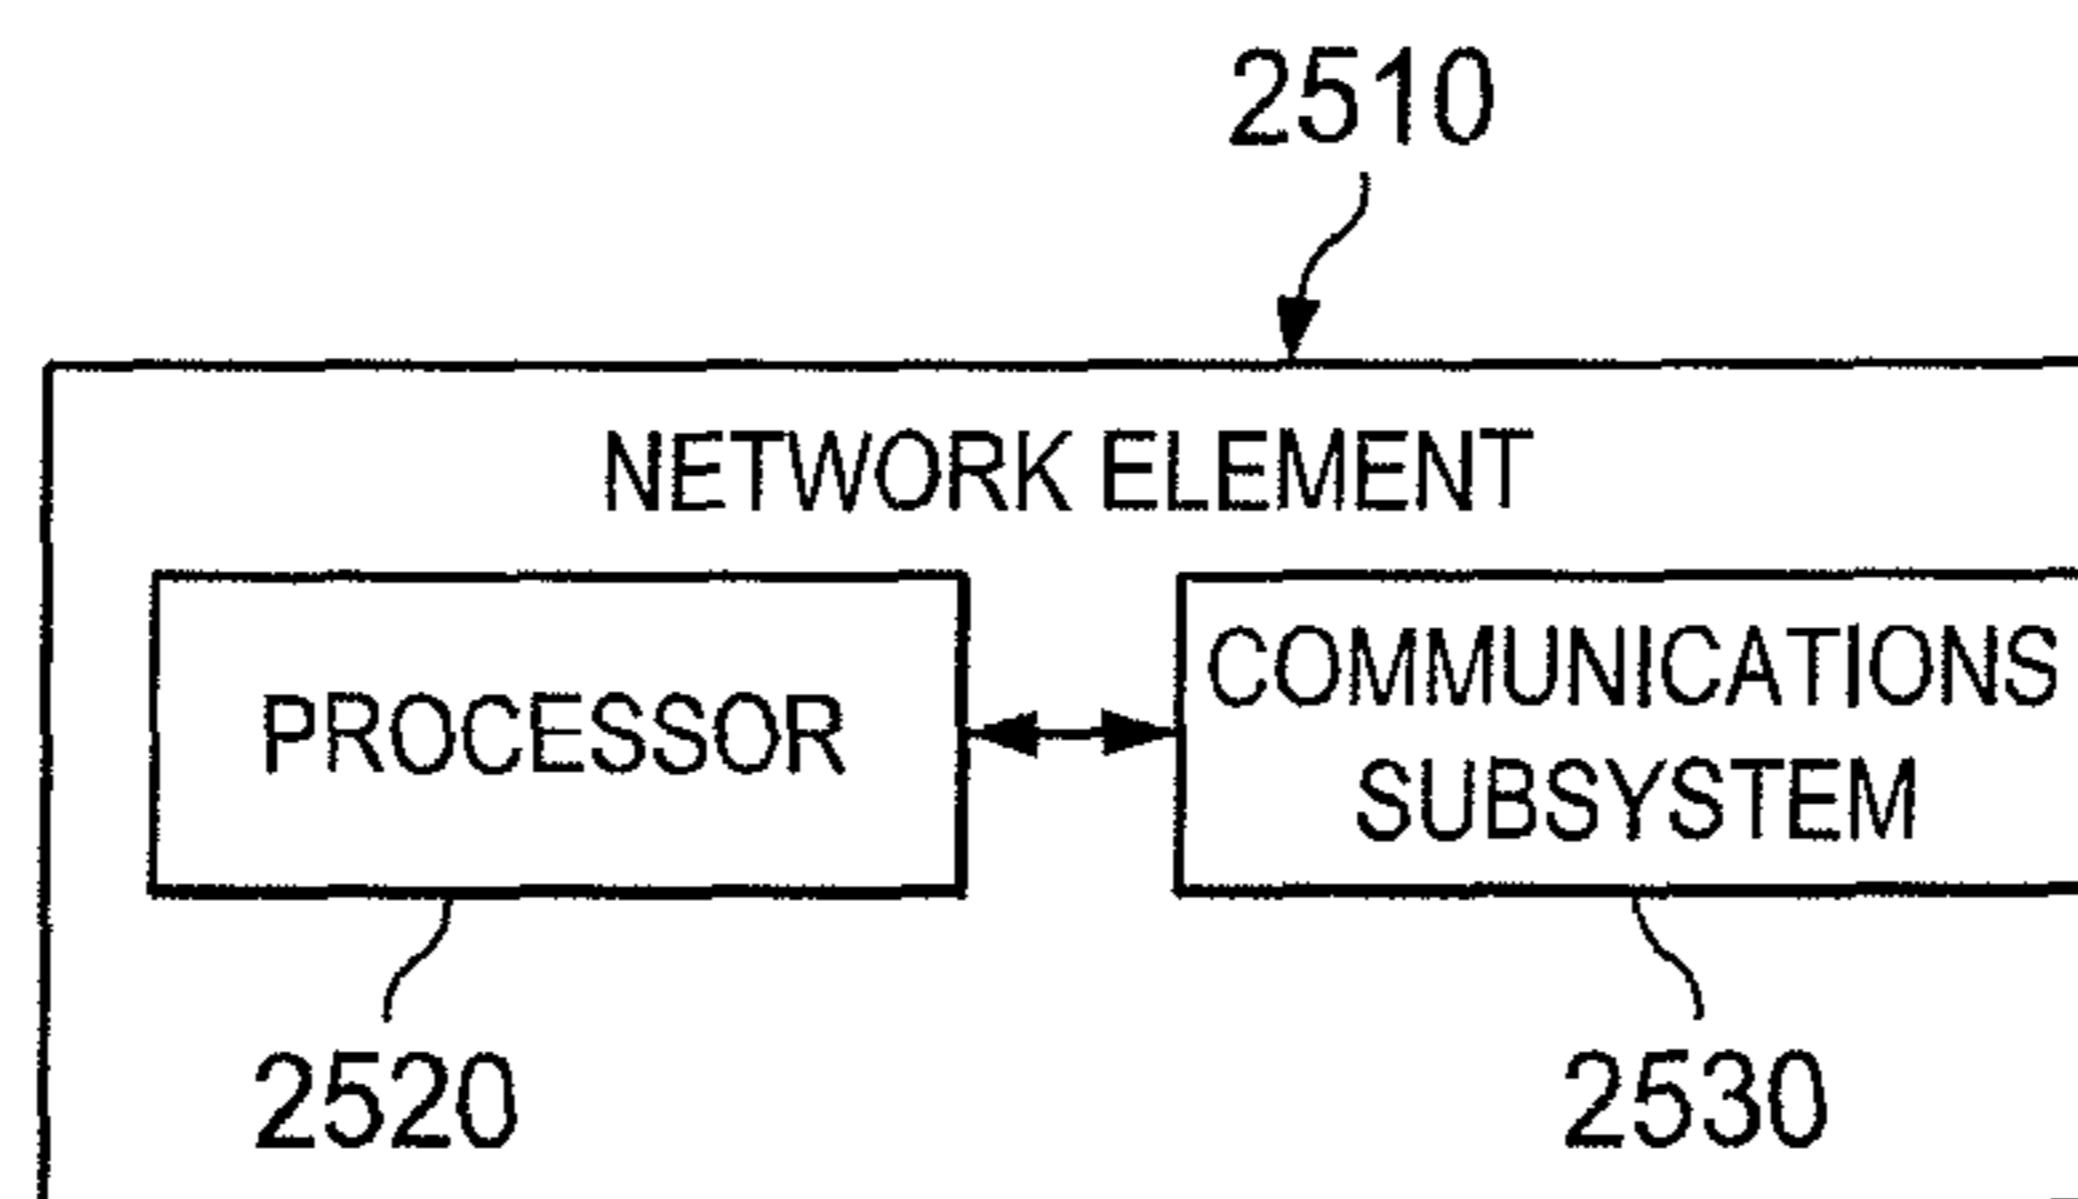 2510
NETWORK ELEMENT
PROCESSOR
COMMUNICATIONS
SUBSYSTEM
2520
2530